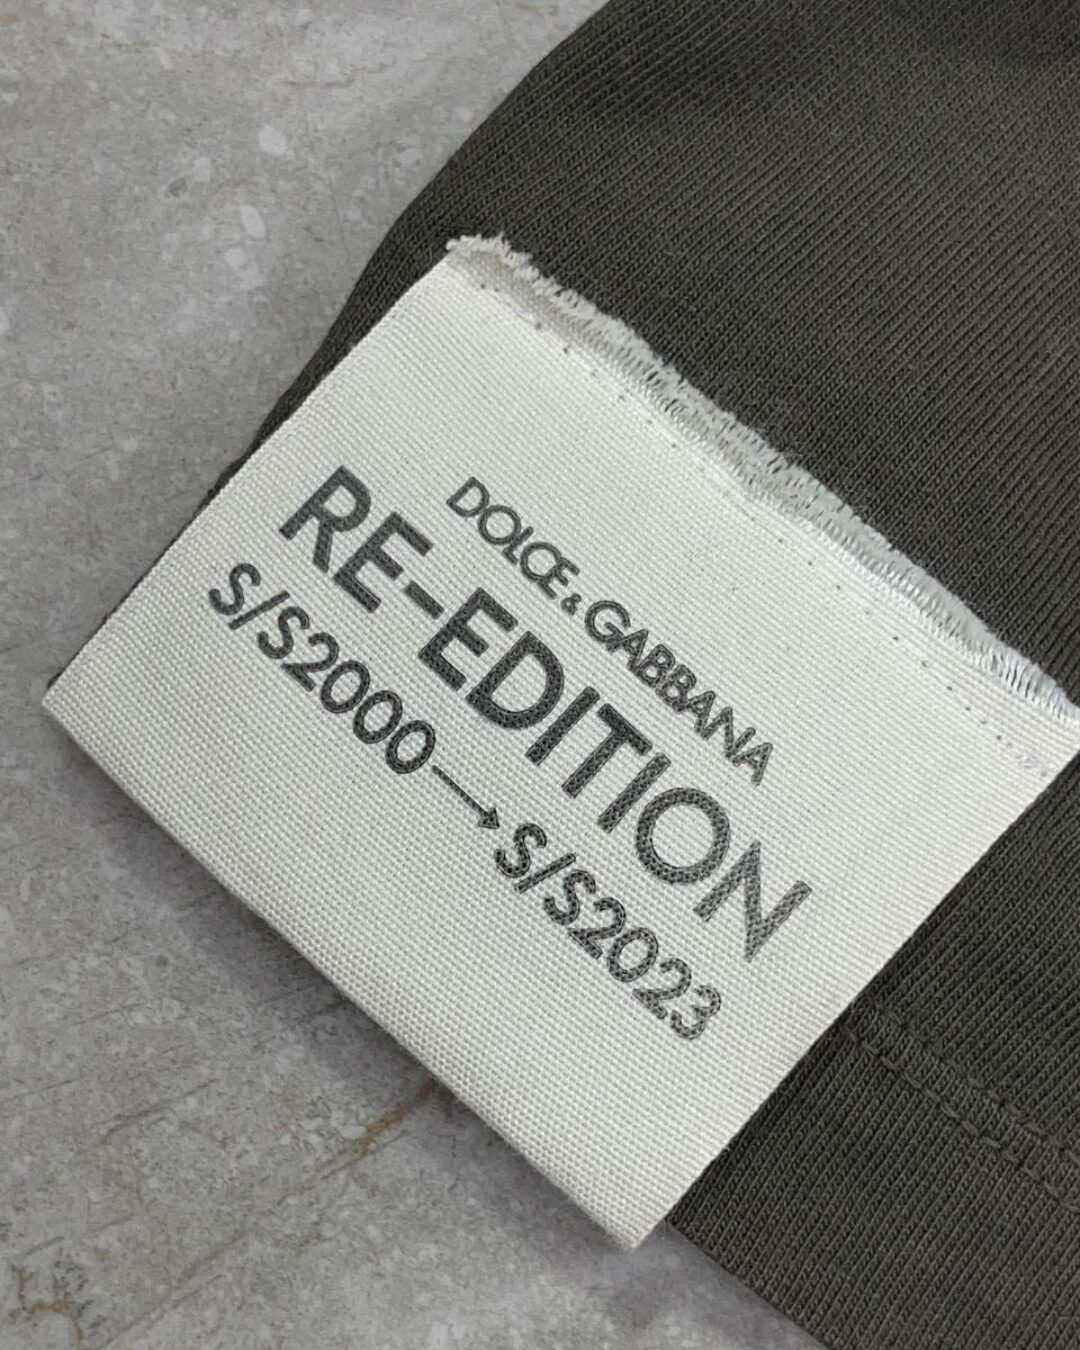 DOLCE & GABBANA
RE-EDITION
S/S2000→S/S2023